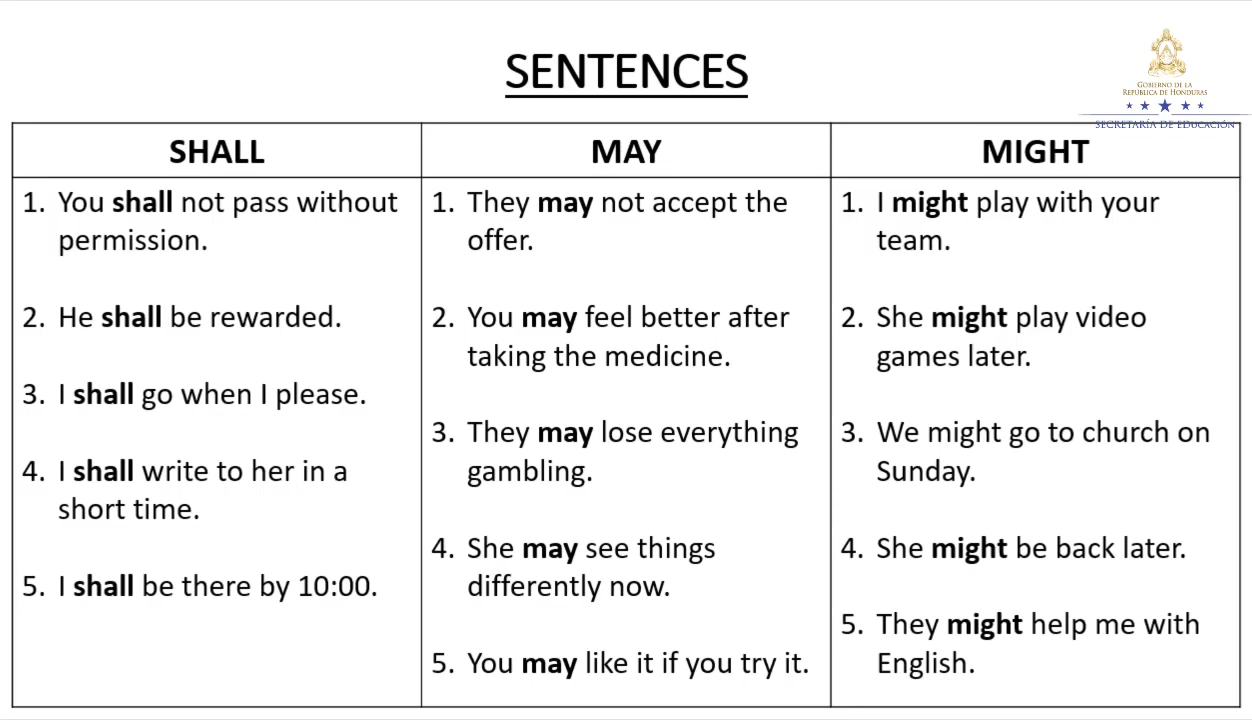 SENTENCES
GOBIERNO DE LA
REPÚBLICA DE HONDURAS
SECRETARÍA DE EDUCACIÓN
SHALL
1. You shall not pass without
permission.
2. He shall be rewarded.
3. I shall go when I please.
4. I shall write to her in a
short time.
5. I shall be there by 10:00.
MAY
1. They may not accept the
offer.
2. You may feel better after
taking the medicine.
3. They may lose everything
gambling.
4. She may see things
differently now.
5. You may like it if you try it.
MIGHT
1. I might play with your
team.
2. She might play video
games later.
3. We might go to church on
Sunday.
4. She might be back later.
5. They might help me with
English.